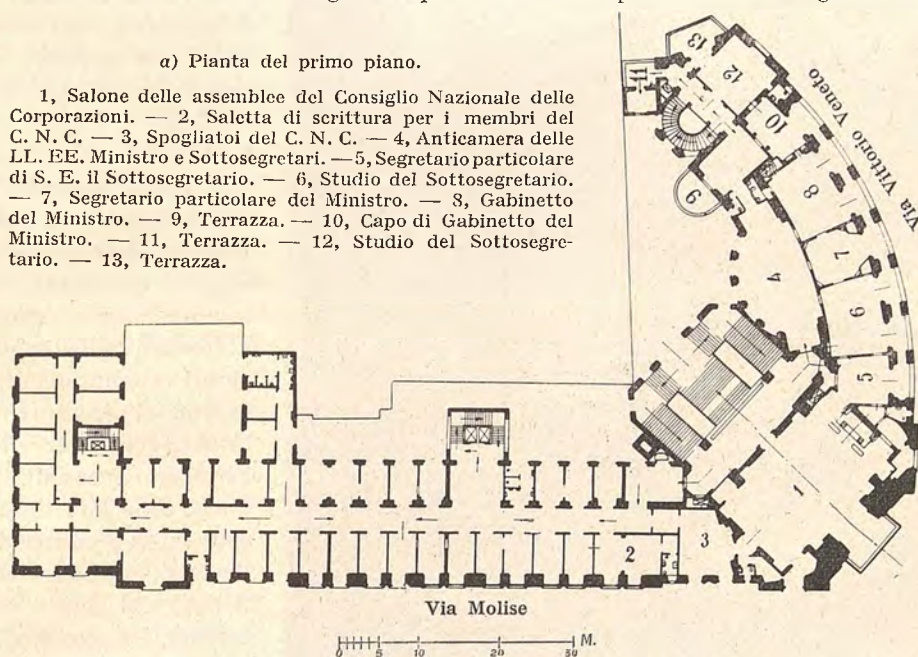 a) Pianta del primo piano.
1, Salone delle assemblee del Consiglio Nazionale delle
Corporazioni. — 2, Saletta di scrittura per i membri del
C. N. C. — 3, Spogliatoi del C. N. C. — 4, Anticamera delle
LL. EE. Ministro e Sottosegretari. — 5, Segretario particolare
di S. E. il Sottosegretario. — 6, Studio del Sottosegretario.
— 7, Segretario particolare del Ministro. — 8, Gabinetto
del Ministro. — 9, Terrazza. — 10, Capo di Gabinetto del
Ministro. — 11, Terrazza. — 12, Studio del Sottosegre-
tario. — 13, Terrazza.
13
11
12
10
Via Vittorio Veneto
9
8
7
4
6
5
1
2
3
Via Molise
0 5 10 20 30 M.